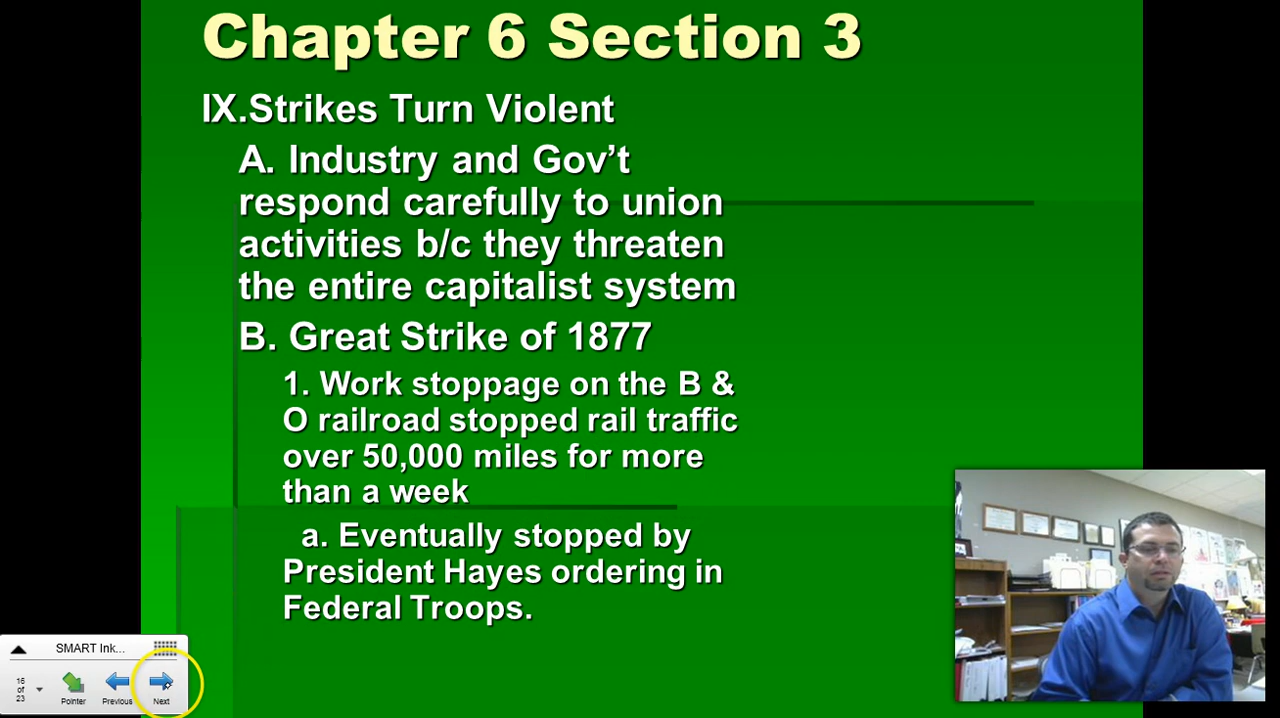 Chapter 6 Section 3
IX.Strikes Turn Violent
A. Industry and Gov’t
respond carefully to union
activities b/c they threaten
the entire capitalist system
B. Great Strike of 1877
1. Work stoppage on the B &
O railroad stopped rail traffic
over 50,000 miles for more
than a week
a. Eventually stopped by
President Hayes ordering in
Federal Troops.
SMART Ink...
16
of
23
Pointer
Previous
Next